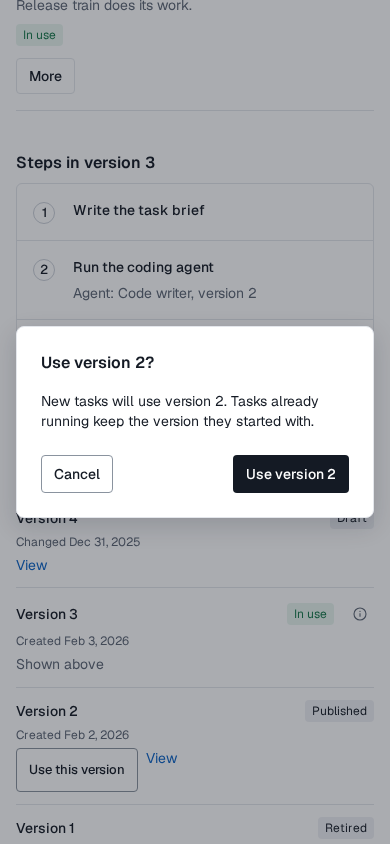 Release train does its work.
In use
More
Steps in version 3
1 Write the task brief
2 Run the coding agent
Agent: Code writer, version 2
Use version 2?
New tasks will use version 2. Tasks already
running keep the version they started with.
Cancel Use version 2
Version 4 Draft
Changed Dec 31, 2025
View
Version 3 In use
Created Feb 3, 2026
Shown above
Version 2 Published
Created Feb 2, 2026
Use this version View
Version 1 Retired